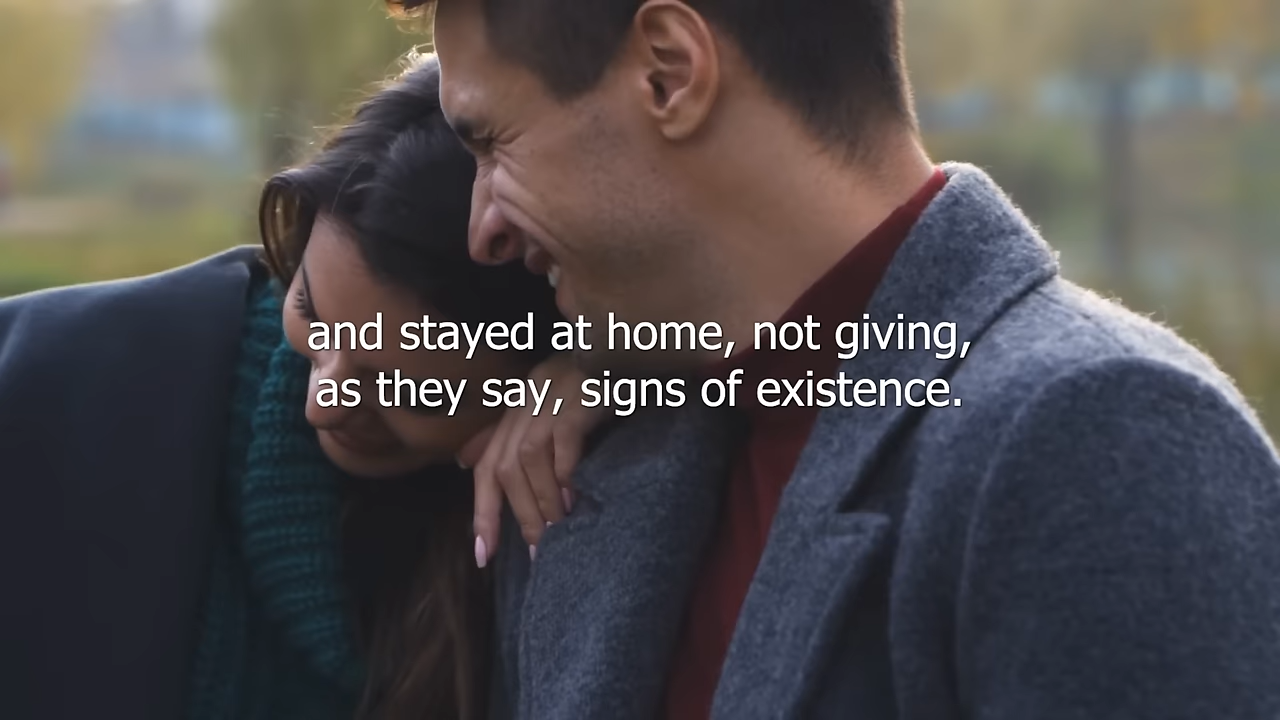 and stayed at home, not giving,
as they say, signs of existence.